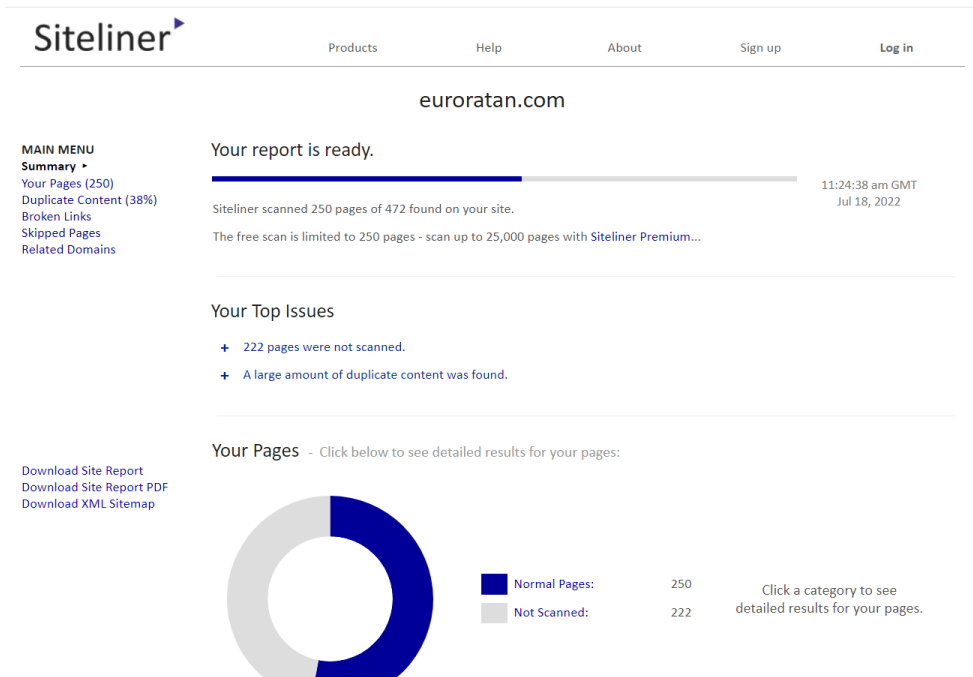 Siteliner
Products Help About Sign up Log in
euroratan.com
MAIN MENU
Summary ‣
Your Pages (250)
Duplicate Content (38%)
Broken Links
Skipped Pages
Related Domains
Your report is ready.
11:24:38 am GMT
Jul 18, 2022
Siteliner scanned 250 pages of 472 found on your site.
The free scan is limited to 250 pages - scan up to 25,000 pages with Siteliner Premium...
Your Top Issues
+ 222 pages were not scanned.
+ A large amount of duplicate content was found.
Your Pages - Click below to see detailed results for your pages:
Download Site Report
Download Site Report PDF
Download XML Sitemap
Normal Pages: 250
Not Scanned: 222
Click a category to see
detailed results for your pages.